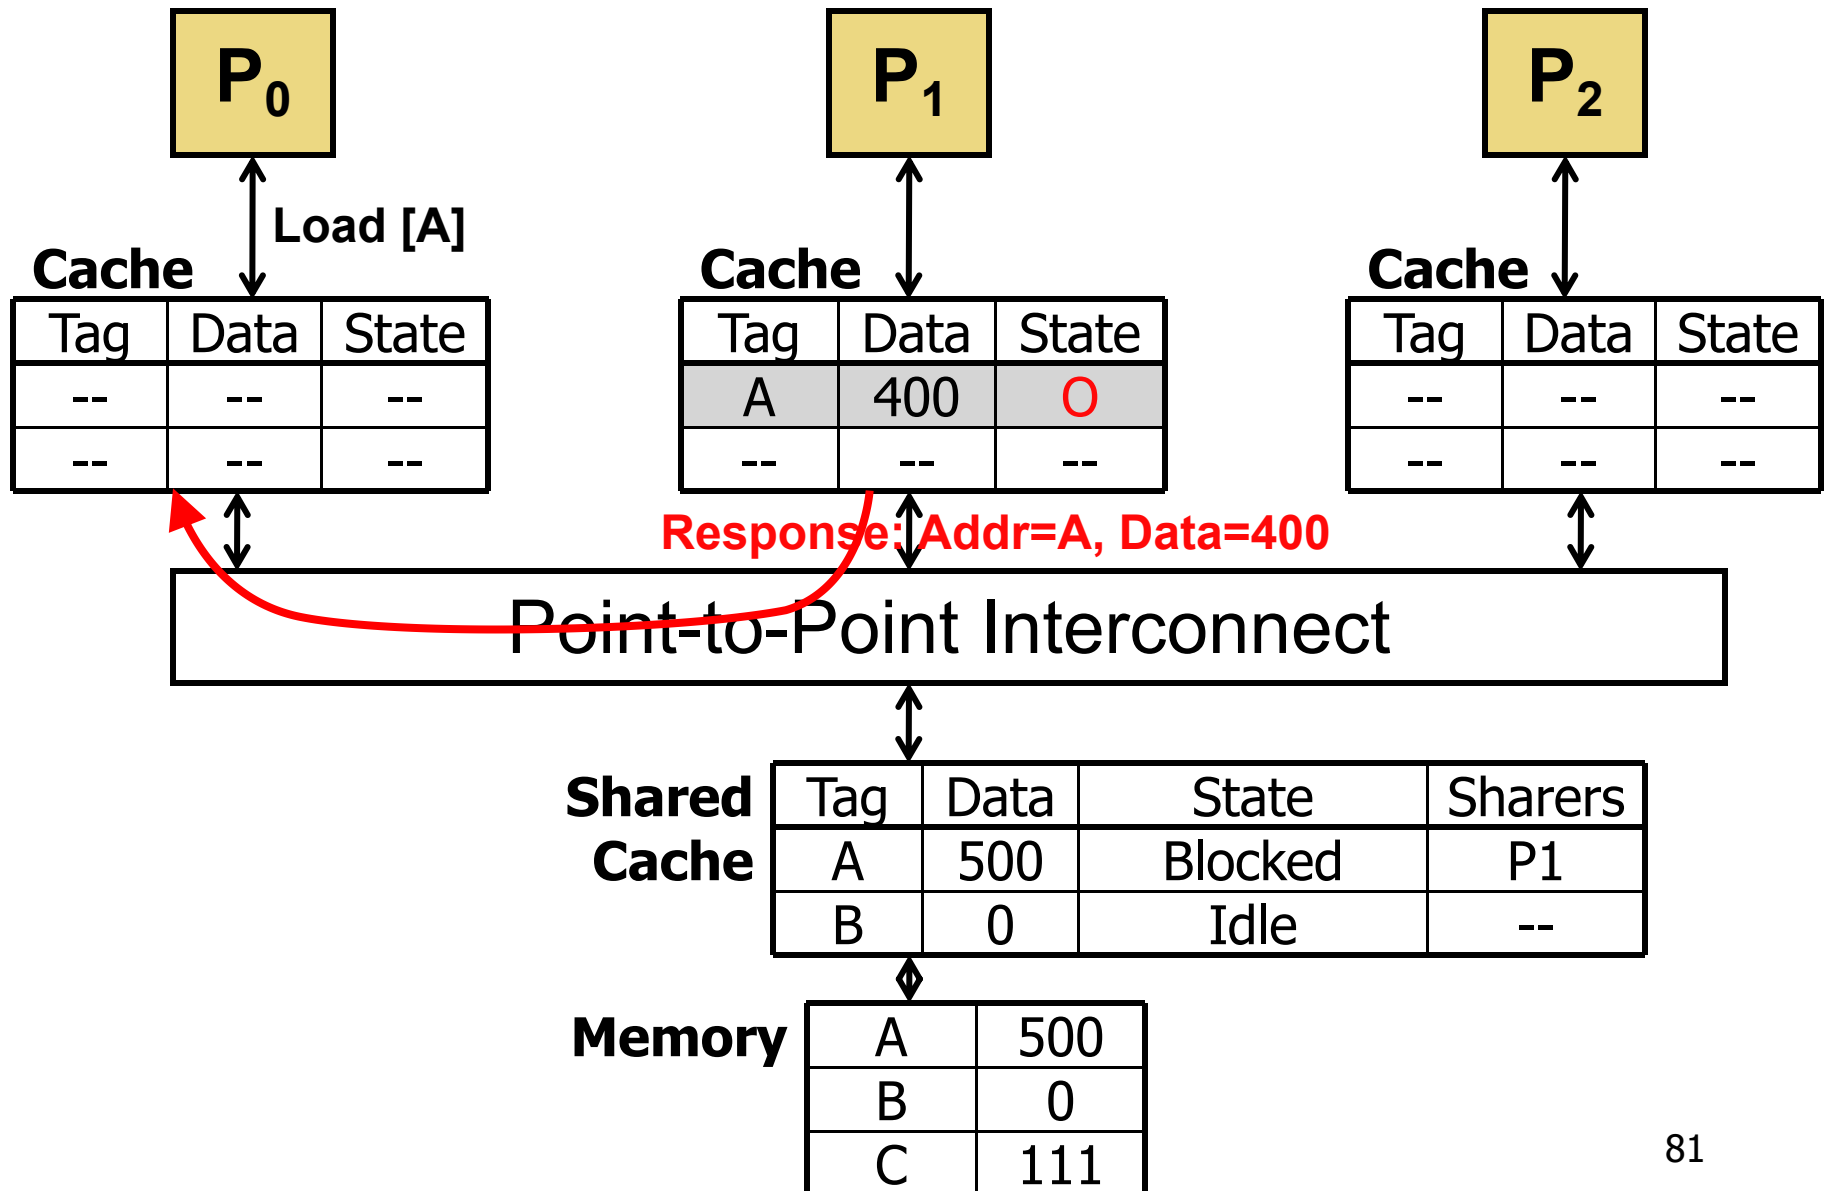 P0 P1 P2
Load [A]
Cache Cache Cache
Tag Data State Tag Data State Tag Data State
-- -- -- A 400 O -- -- --
-- -- -- -- -- -- -- -- --
Response: Addr=A, Data=400
Point-to-Point Interconnect
Shared Tag Data State Sharers
Cache A 500 Blocked P1
B 0 Idle --
Memory A 500
B 0
C 111
81